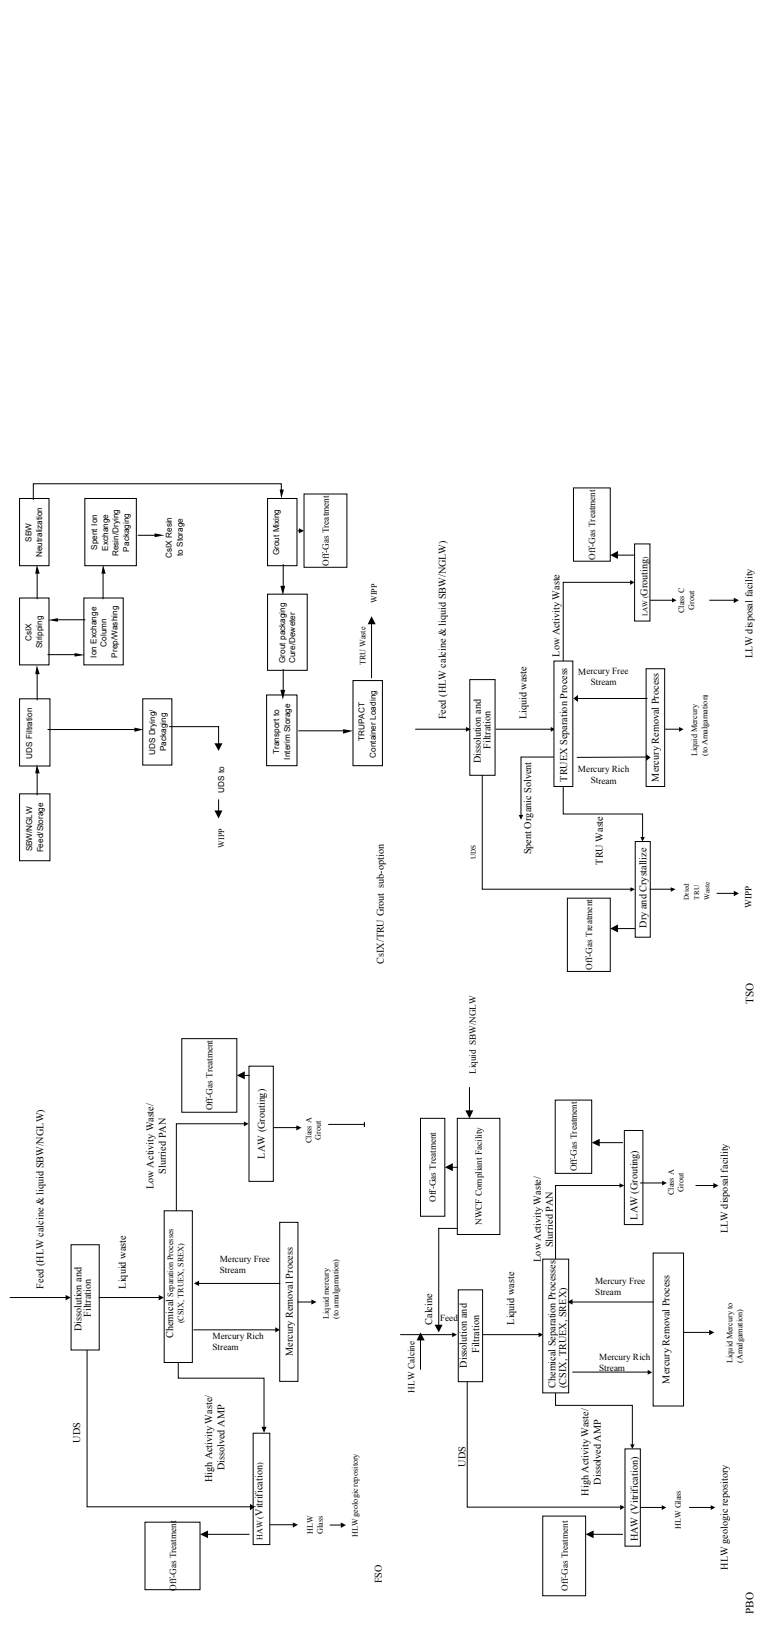 Feed (HLW calcine & liquid SBW/NGLW)
Dissolution and
Filtration
UDS
Liquid waste
Low Activity Waste/
Slurried PAN
Chemical Separation Processes
(CSIX, TRUEX, SREX)
Off-Gas Treatment
LAW (Grouting)
Class A
Grout
Mercury Free
Stream
Mercury Rich
Stream
Mercury Removal Process
Liquid mercury
(to amalgamation)
High Activity Waste/
Dissolved AMP
HAW (Vitrification)
Off-Gas Treatment
HLW
Glass
HLW geologic repository
FSO
SBW/NGLW
Feed/Storage
UDS Filtration
CsIX
Stripping
SBW
Neutralization
UDS Drying/
Packaging
Ion Exchange
Column
Prep/Washing
Spent Ion
Exchange
Resin/Drying
Packaging
CsIX Resin
to Storage
WIPP
UDS to
Transport to
Interim Storage
Grout packaging
Cure/Deweter
Grout Mixing
Off-Gas Treatment
TRUPACT
Container Loading
TRU Waste
WIPP
CsIX/TRU Grout sub-option
HLW Calcine
Calcine
Feed
Off-Gas Treatment
NWCF Compliant Facility
Liquid SBW/NGLW
Dissolution and
Filtration
UDS
Liquid waste
Low Activity Waste/
Slurried PAN
Chemical Separation Processes
(CSIX, TRUEX, SREX)
Off-Gas Treatment
LAW (Grouting)
Class A
Grout
LLW disposal facility
Mercury Free
Stream
Mercury Rich
Stream
Mercury Removal Process
Liquid Mercury to
(Amalgamation)
High Activity Waste/
Dissolved AMP
HAW (Vitrification)
Off-Gas Treatment
HLW Glass
HLW geologic repository
PBO
Feed (HLW calcine & liquid SBW/NGLW)
Dissolution and
Filtration
UDS
Liquid waste
Spent Organic Solvent
TRUEX Separation Process
Low Activity Waste
Off-Gas Treatment
LAW (Grouting)
Class C
Grout
LLW disposal facility
Mercury Free
Stream
Mercury Rich
Stream
Mercury Removal Process
Liquid Mercury
(to Amalgamation)
TRU Waste
Off-Gas Treatment
Dry and Crystallize
Dried
TRU
Waste
WIPP
TSO